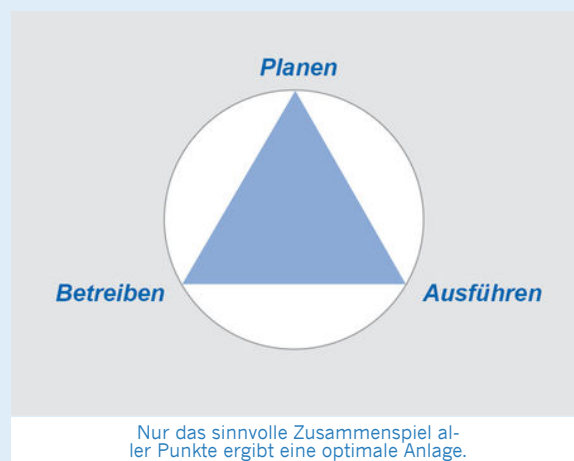 Planen
Betreiben Ausführen
Nur das sinnvolle Zusammenspiel al-
ler Punkte ergibt eine optimale Anlage.